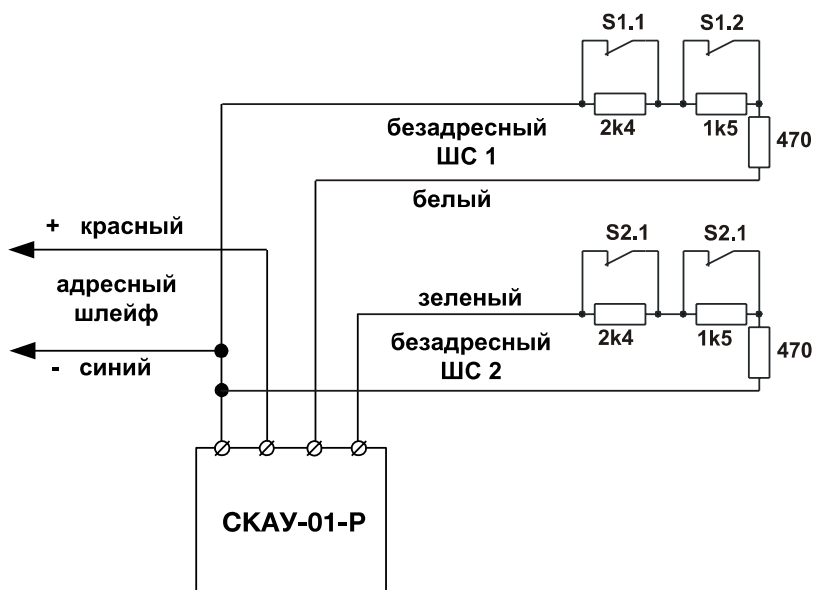 S1.1
S1.2
2k4
1k5
470
безадресный
ШС 1
белый
+ красный
адресный
шлейф
- синий
S2.1
S2.1
зеленый
2k4
1k5
470
безадресный
ШС 2
СКАУ-01-Р